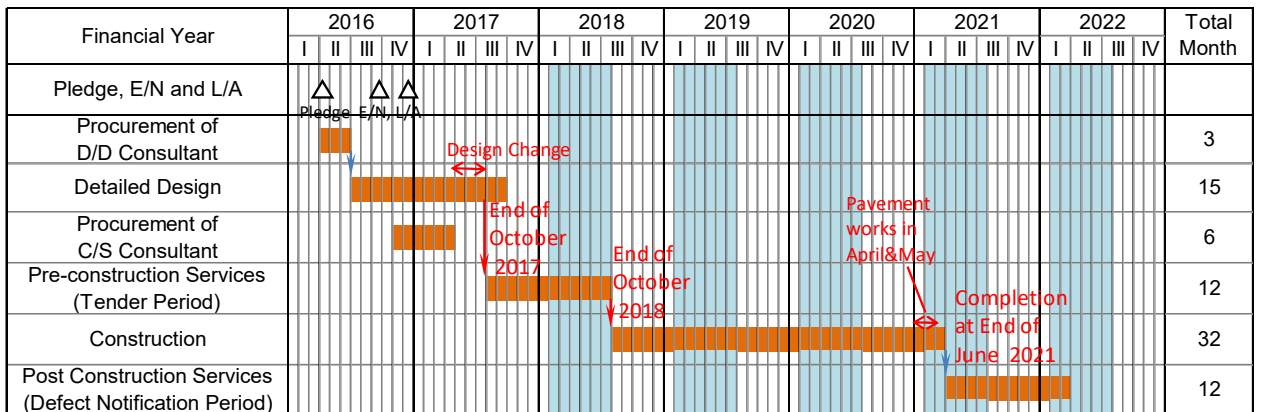 Financial Year 2016 2017 2018 2019 2020 2021 2022 Total Month
I II III IV I II III IV I II III IV I II III IV I II III IV I II III IV I II III IV
Pledge, E/N and L/A
Pledge E/N, L/A
Procurement of
D/D Consultant
3
Design Change
Detailed Design
15
End of
October
2017
Procurement of
C/S Consultant
6
Pavement
works in
April&May
Pre-construction Services
(Tender Period)
12
End of
October
2018
Construction
32
Completion
at End of
June 2021
Post Construction Services
(Defect Notification Period)
12